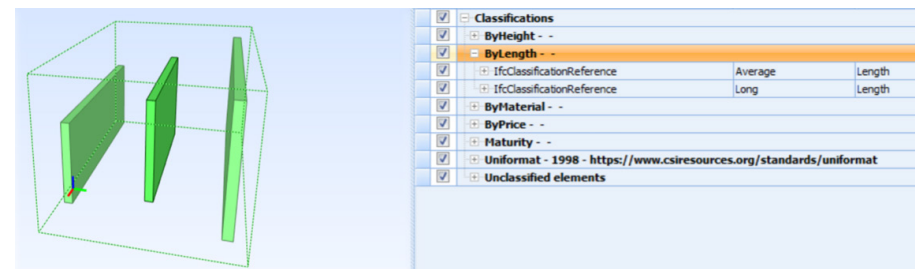 Classifications
ByHeight - -
ByLength - -
IfcClassificationReference Average Length
IfcClassificationReference Long Length
ByMaterial - -
ByPrice - -
Maturity - -
Uniformat - 1998 - https://www.csiresources.org/standards/uniformat
Unclassified elements